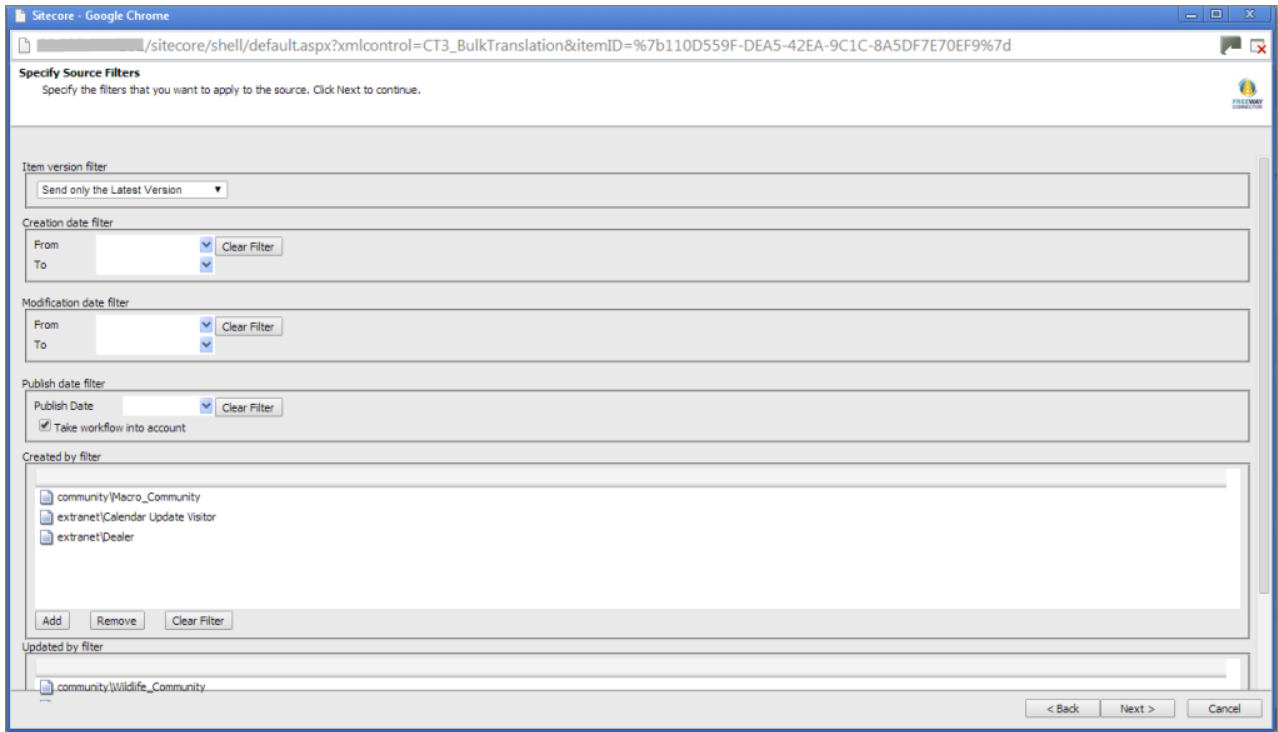 Sitecore - Google Chrome
/sitecore/shell/default.aspx?xmlcontrol=CT3_BulkTranslation&itemID=%7b110D559F-DEA5-42EA-9C1C-8A5DF7E70EF9%7d
Specify Source Filters
Specify the filters that you want to apply to the source. Click Next to continue.
FREEWAY
CONNECTOR
Item version filter
Send only the Latest Version
Creation date filter
From Clear Filter
To
Modification date filter
From Clear Filter
To
Publish date filter
Publish Date Clear Filter
Take workflow into account
Created by filter
community\Macro_Community
extranet\Calendar Update Visitor
extranet\Dealer
Add Remove Clear Filter
Updated by filter
community\Wildlife_Community
< Back Next > Cancel